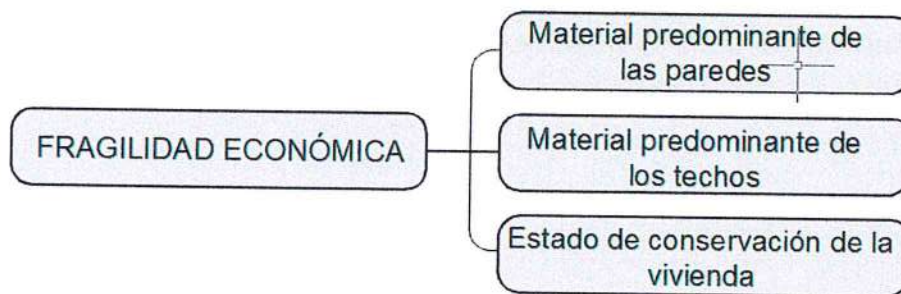 FRAGILIDAD ECONÓMICA
Material predominante de
las paredes
Material predominante de
los techos
Estado de conservación de la
vivienda